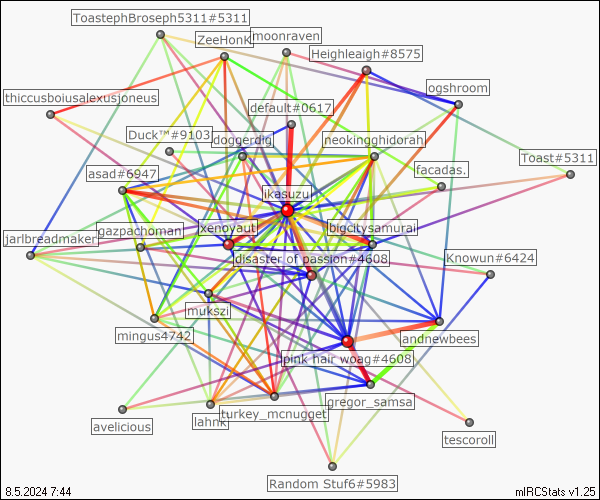 ToastephBroseph5311#5311
moonraven
ZeeHonK
Heighleigh#8575
ogshroom
thiccusboiusalexusjoneus
default#0617
Duck™#9103
doggerdig
neokingghidorah
Toast#5311
asad#6947
facadas.
ikasuzu
xenovaut
bigcitysamurai
gazpachoman
jarlbreadmaker
disaster of passion#4608
Knowun#6424
mukszi
mingus4742
andnewbees
pink hair woag#4608
gregor_samsa
turkey_mcnugget
lahnk
avelicious
tescoroll
Random Stuf6#5983
8.5.2024 7:44
mIRCStats v1.25